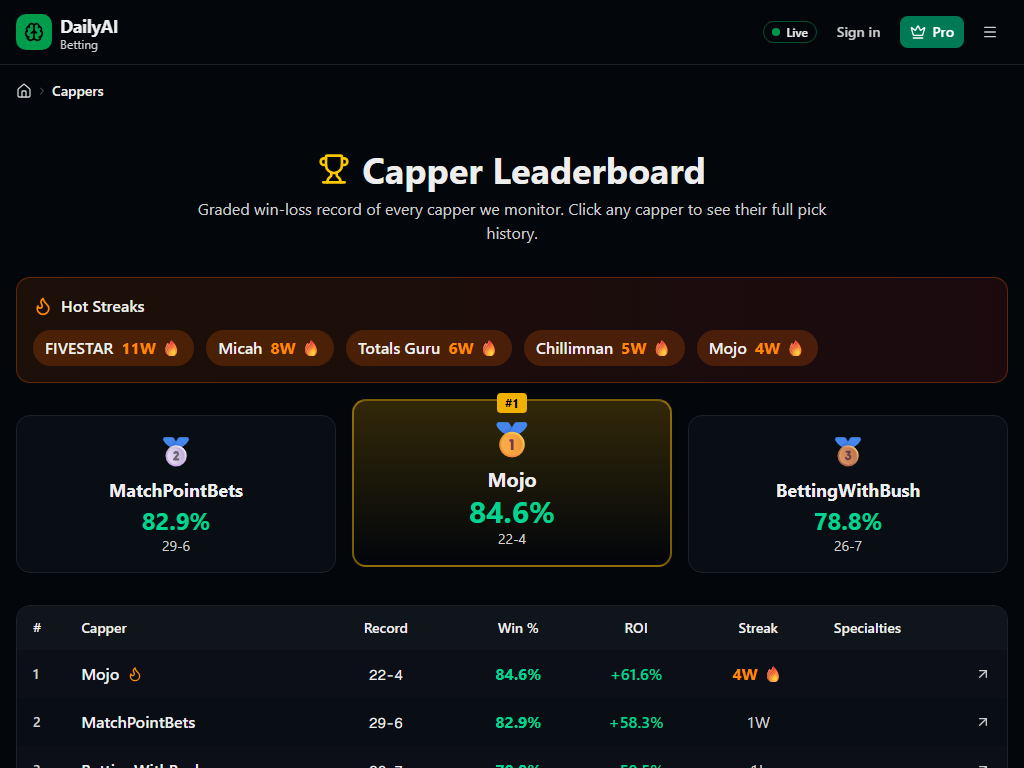 DailyAI
Betting
Live
Sign in
Pro
Cappers
Capper Leaderboard
Graded win-loss record of every capper we monitor. Click any capper to see their full pick
history.
Hot Streaks
FIVESTAR 11W
Micah 8W
Totals Guru 6W
Chillimnan 5W
Mojo 4W
2
MatchPointBets
82.9%
29-6
#1
1
Mojo
84.6%
22-4
3
BettingWithBush
78.8%
26-7
# Capper Record Win % ROI Streak Specialties
1 Mojo 22-4 84.6% +61.6% 4W
2 MatchPointBets 29-6 82.9% +58.3% 1W